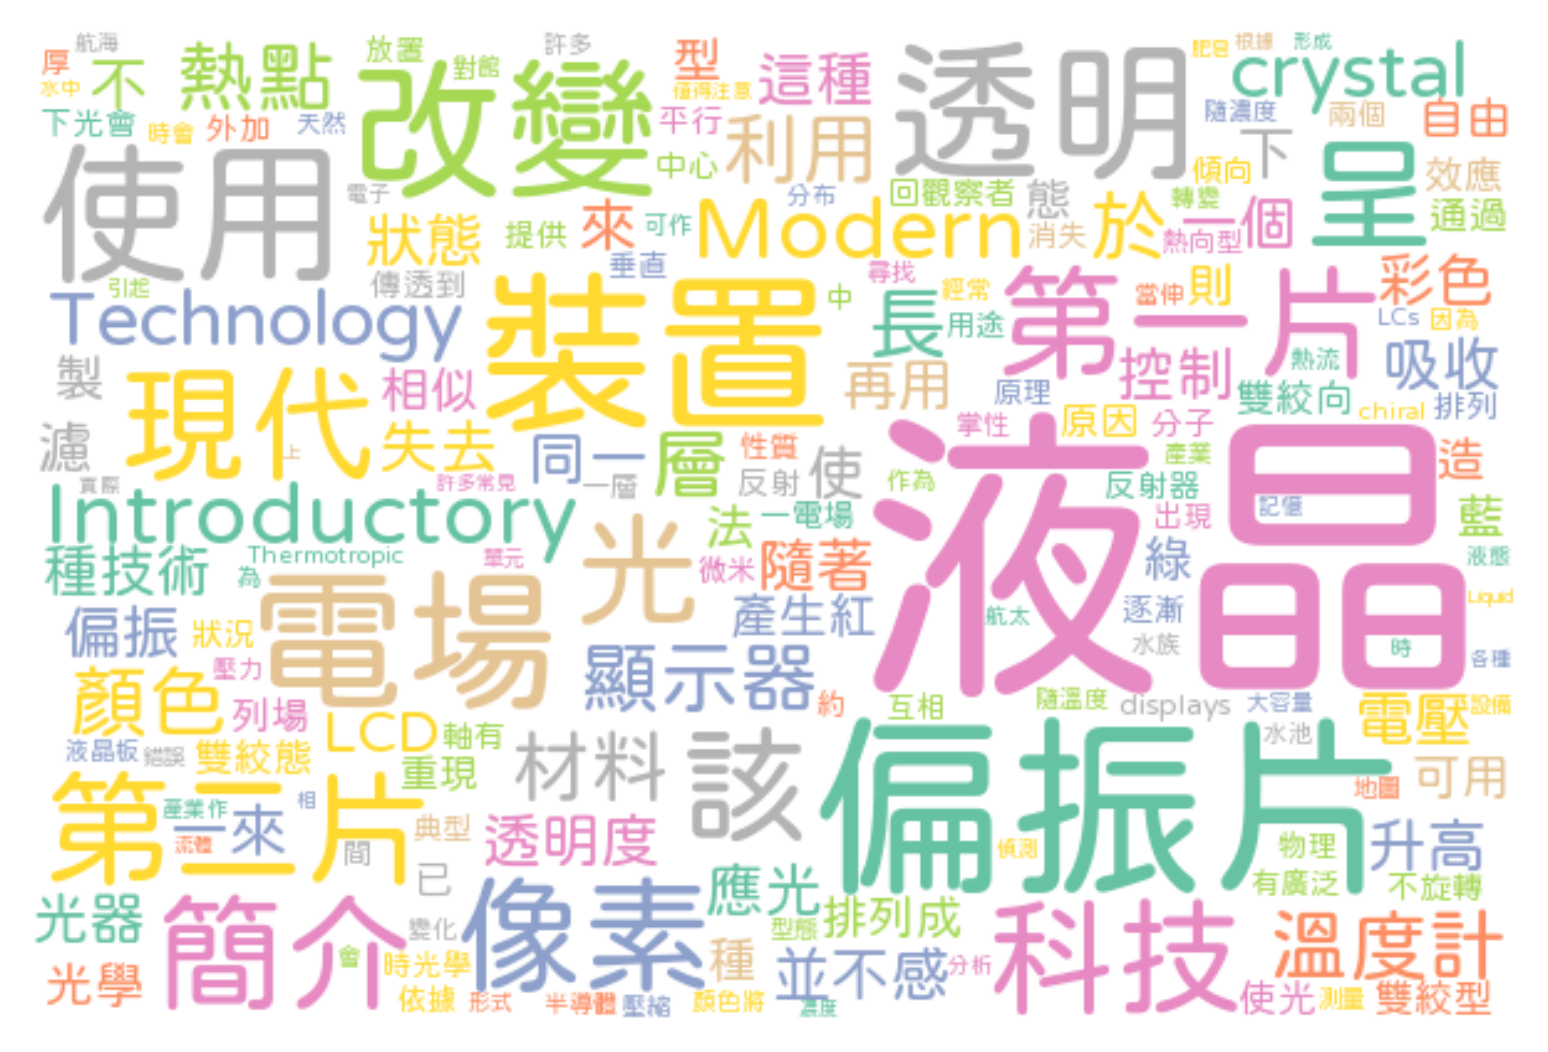 航海
許多
型
肥皂
根據
形成
厚
不
熱點
放置
對館
改變
透明
crystal
水中
值得注意
這種
下光會
時會
外加
天然
平行
利用
隨濃度
兩個
自由
使用
中心
下
傾向
呈
效應
電子
分布
回觀察者
態
轉變
通過
狀態
提供
來
可作
Modern
消失
於
熱向型
一個
垂直
引起
傳透到
尋找
Technology
裝置
中
長
經常
第一片
當伸
則
彩色
用途
LCs
因為
製
現代
相似
再用
原理
控制
熱流
雙絞向
吸收
chiral
排列
濾
上
失去
同一
層
性質
掌性
原因
分子
液晶
產業
造
實際
許多常見
一層
反射
使
作為
反射器
Introductory
法
一電場
出現
記憶
藍
種技術
Thermotropic
單元
光
微米
隨著
綠
液態
為
電場
偏振
狀況
產生紅
航太
逐漸
Liquid
水族
時
各種
顏色
壓力
顯示器
列場
約
互相
隨溫度
displays
大容量
電壓
設備
LCD
軸有
液晶板
錯誤
雙絞態
重現
材料
該
偏振片
水池
第二片
產業作
相
地圖
可用
流體
一來
典型
透明度
間
偵測
物理
升高
已
有廣泛
不旋轉
光器
簡介
像素
應光
排列成
科技
溫度計
變化
型態
會
時光學
種
並不感
分析
光學
依據
形式
半導體
壓縮
顏色將
濃度
使光
測量
雙絞型